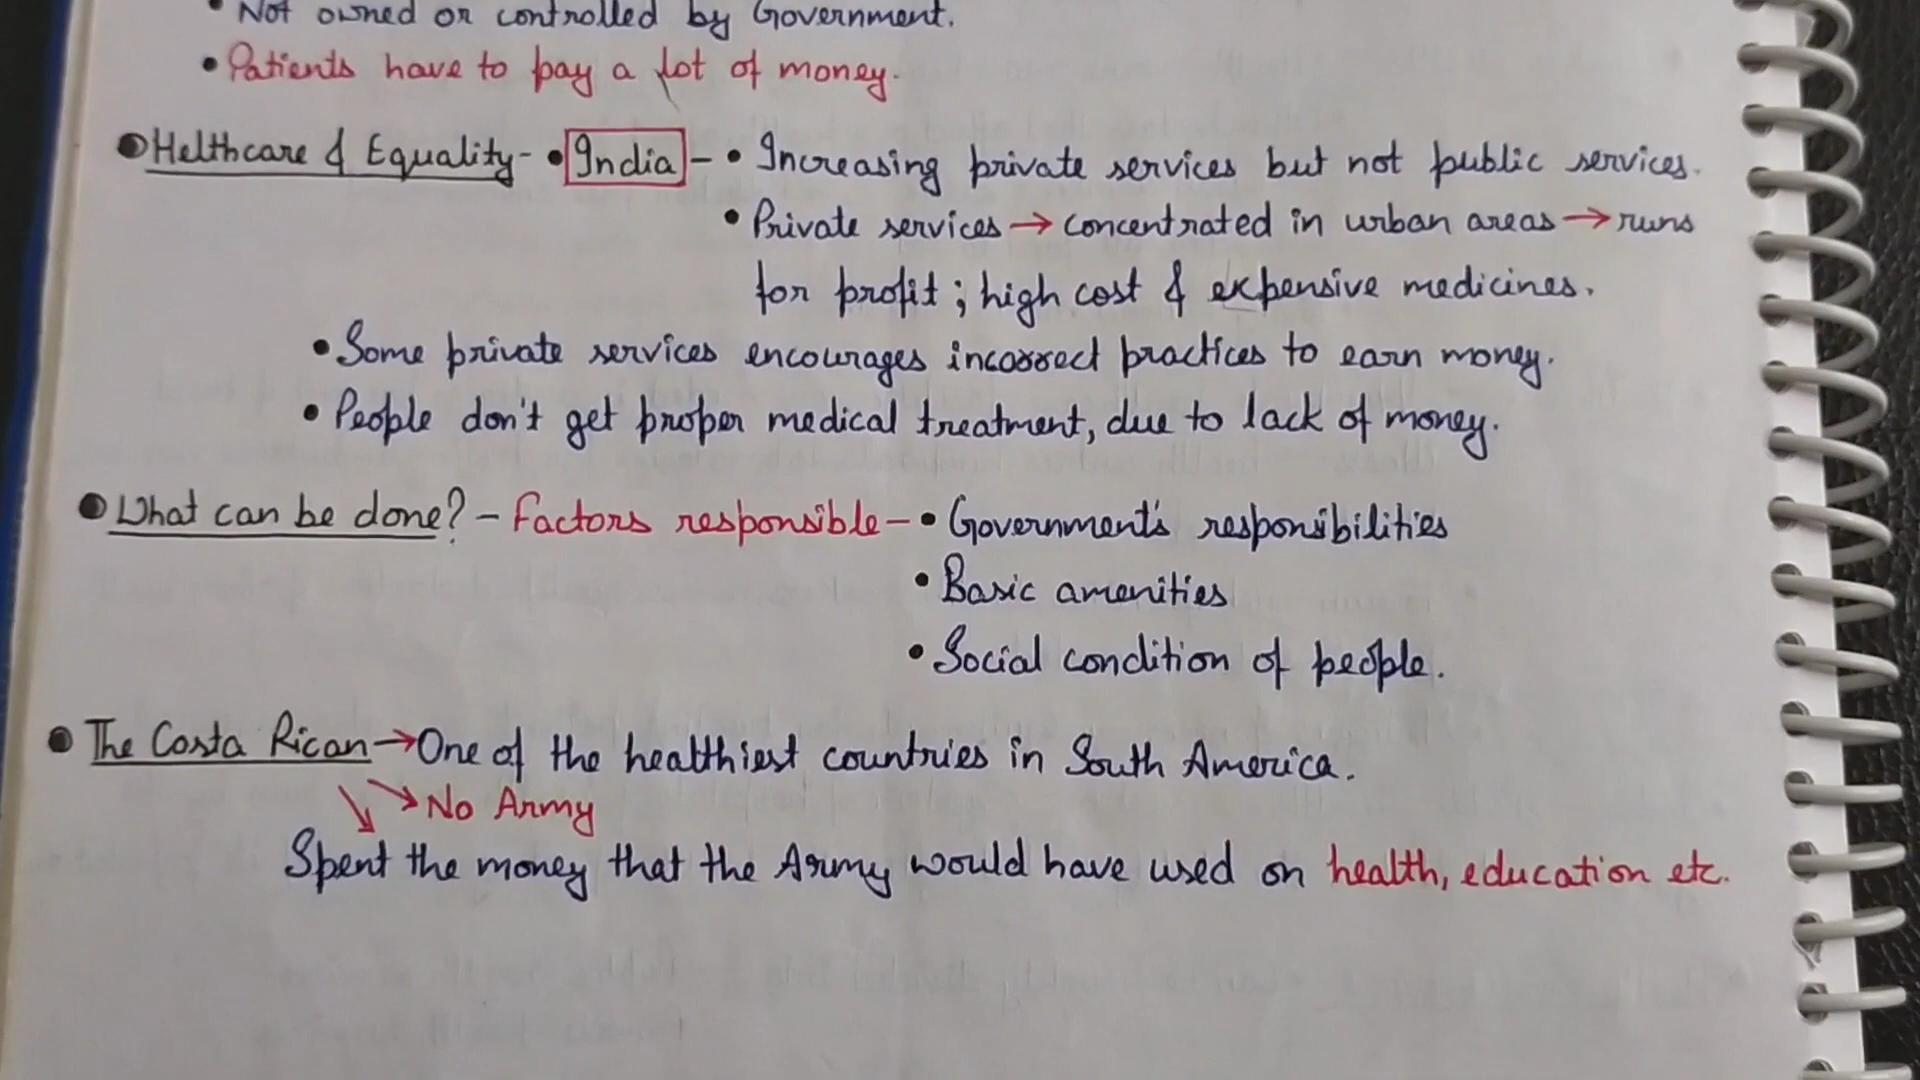 • Not owned or controlled by Government.
• Patients have to pay a lot of money.
• Helthcare & Equality - • India - • Increasing private services but not public services.
• Private services → concentrated in urban areas → runs
for profit ; high cost & expensive medicines.
• Some private services encourages incorrect practices to earn money.
• People don't get proper medical treatment, due to lack of money.
• What can be done? - Factors responsible - • Government's responsibilities
• Basic amenities
• Social condition of people.
• The Costa Rican → One of the healthiest countries in South America.
→ No Army
Spent the money that the Army would have used on health, education etc.